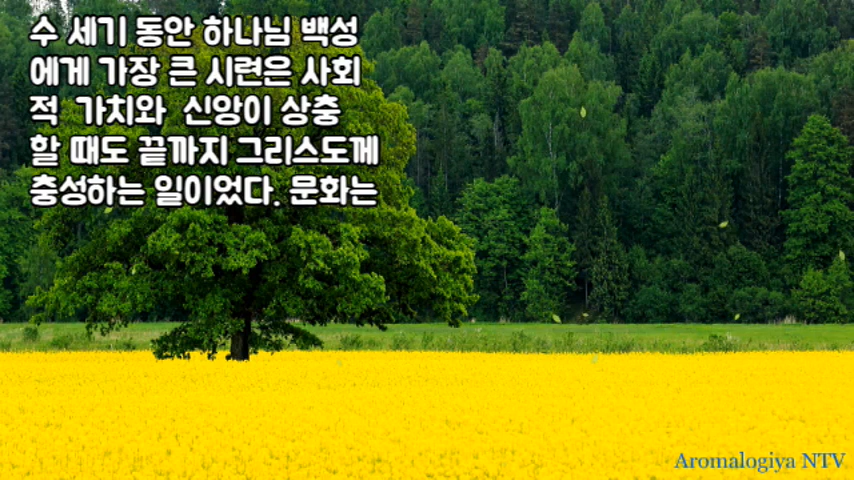 수 세기 동안 하나님 백성
에게 가장 큰 시련은 사회
적 가치와 신앙이 상충
할 때도 끝까지 그리스도께
충성하는 일이었다. 문화는
Aromalogiya NTV